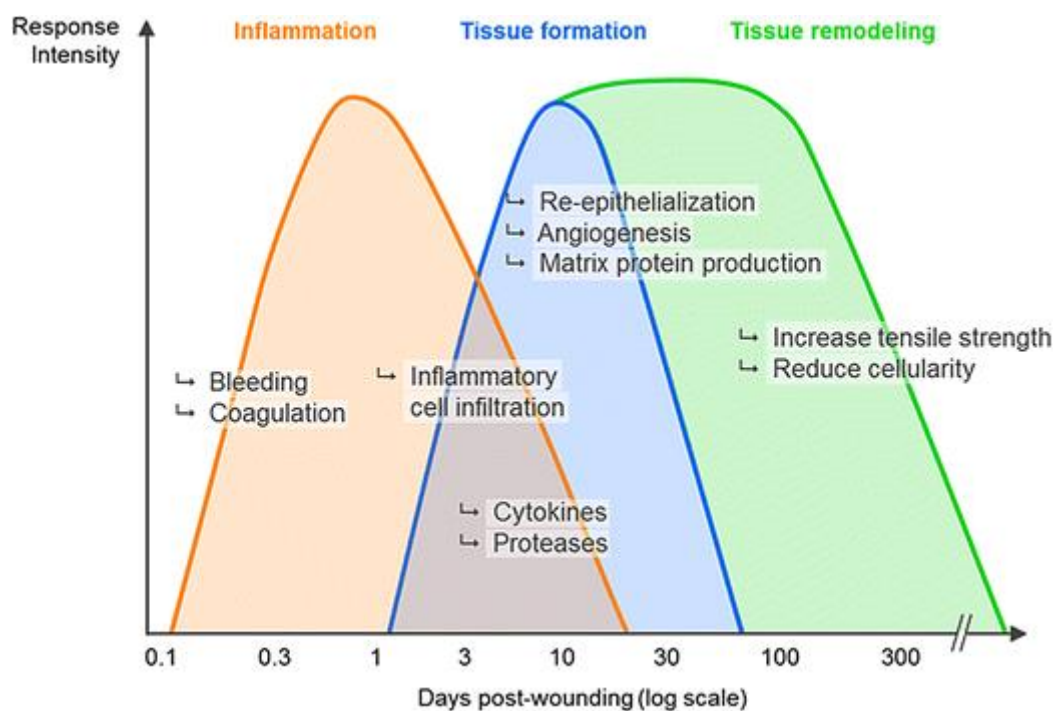 Response
Intensity
Inflammation
Tissue formation
Tissue remodeling
↳ Re-epithelialization
↳ Angiogenesis
↳ Matrix protein production
↳ Increase tensile strength
↳ Reduce cellularity
↳ Bleeding
↳ Coagulation
↳ Inflammatory
cell infiltration
↳ Cytokines
↳ Proteases
0.1 0.3 1 3 10 30 100 300
Days post-wounding (log scale)